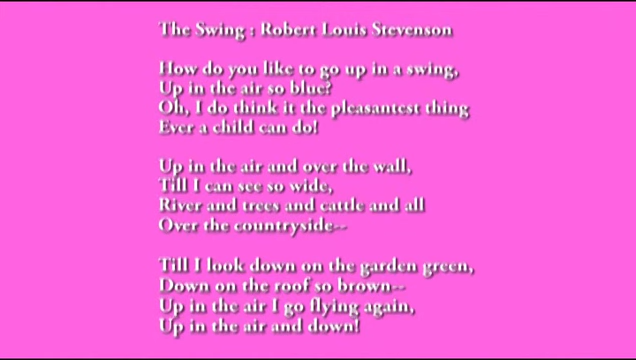 The Swing : Robert Louis Stevenson
How do you like to go up in a swing,
Up in the air so blue?
Oh, I do think it the pleasantest thing
Ever a child can do!
Up in the air and over the wall,
Till I can see so wide,
River and trees and cattle and all
Over the countryside--
Till I look down on the garden green,
Down on the roof so brown--
Up in the air I go flying again,
Up in the air and down!